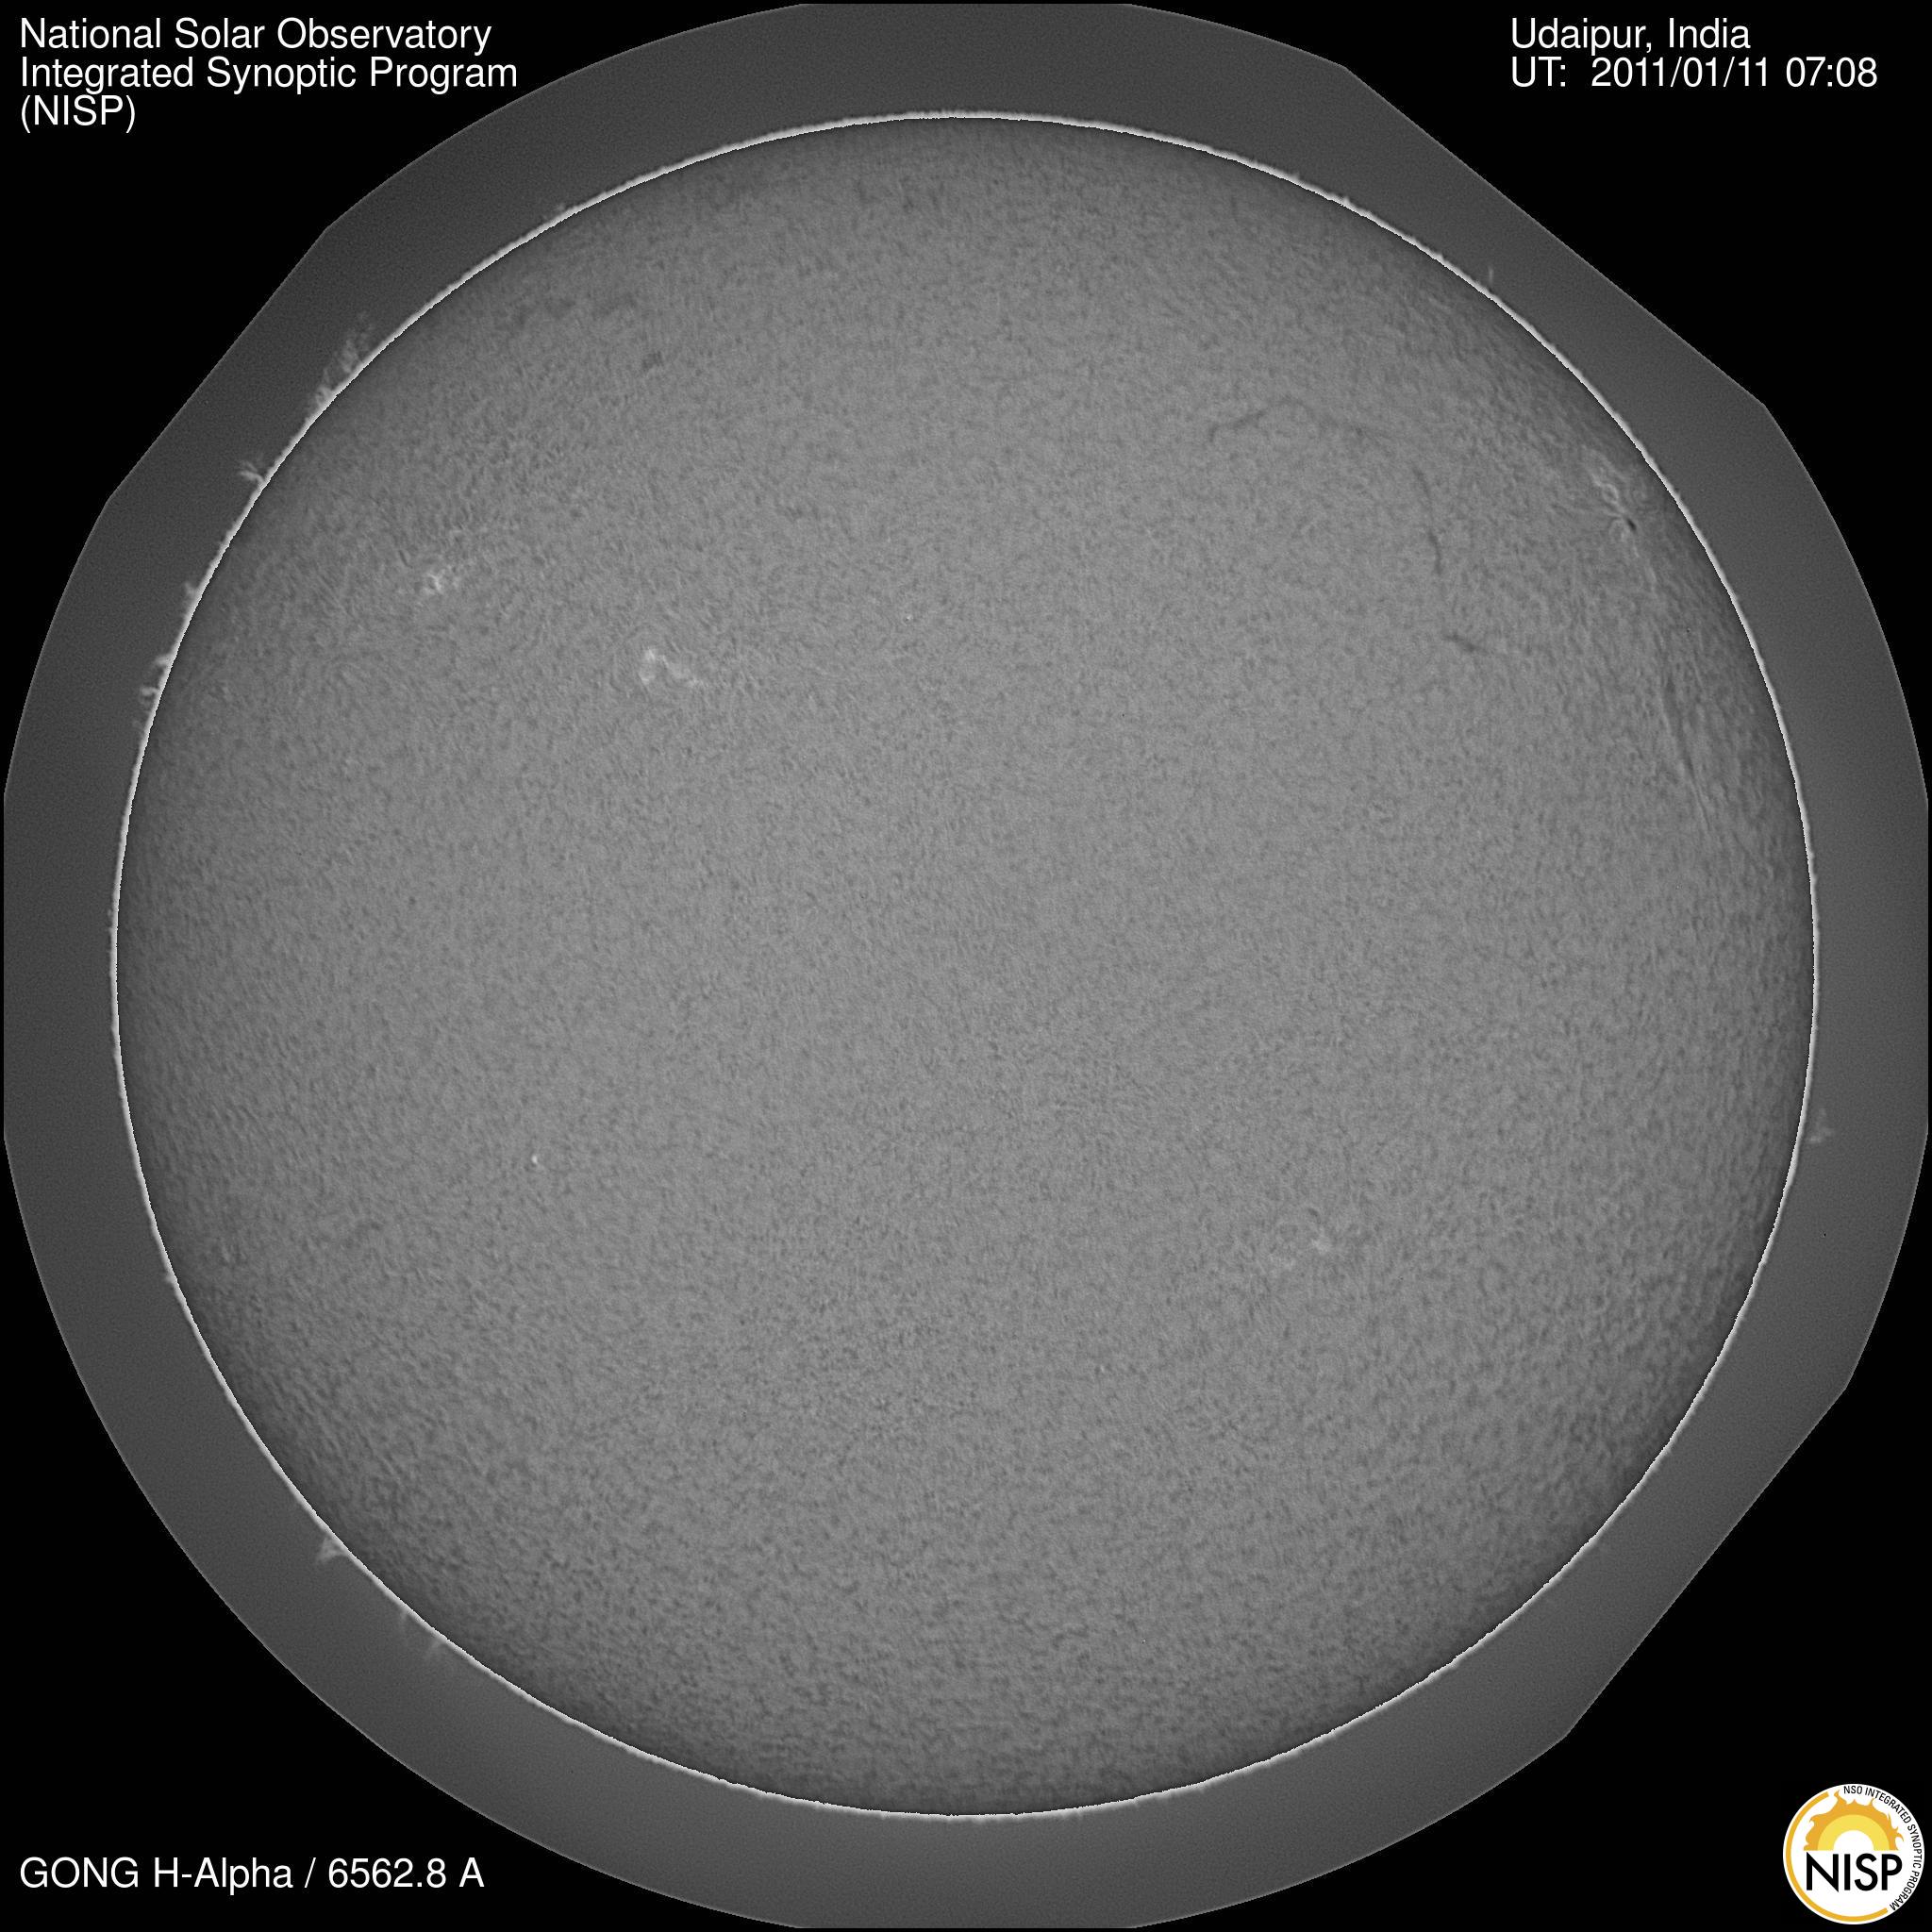 National Solar Observatory
Integrated Synoptic Program
(NISP)
Udaipur, India
UT: 2011/01/11 07:08
GONG H-Alpha / 6562.8 A
NSO INTEGRATED SYNOPTIC PROGRAM
NISP